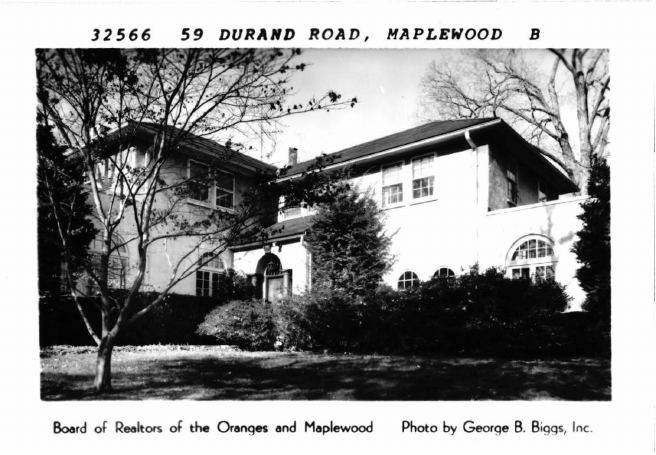 32566 59 DURAND ROAD, MAPLEWOOD B
Board of Realtors of the Oranges and Maplewood Photo by George B. Biggs, Inc.